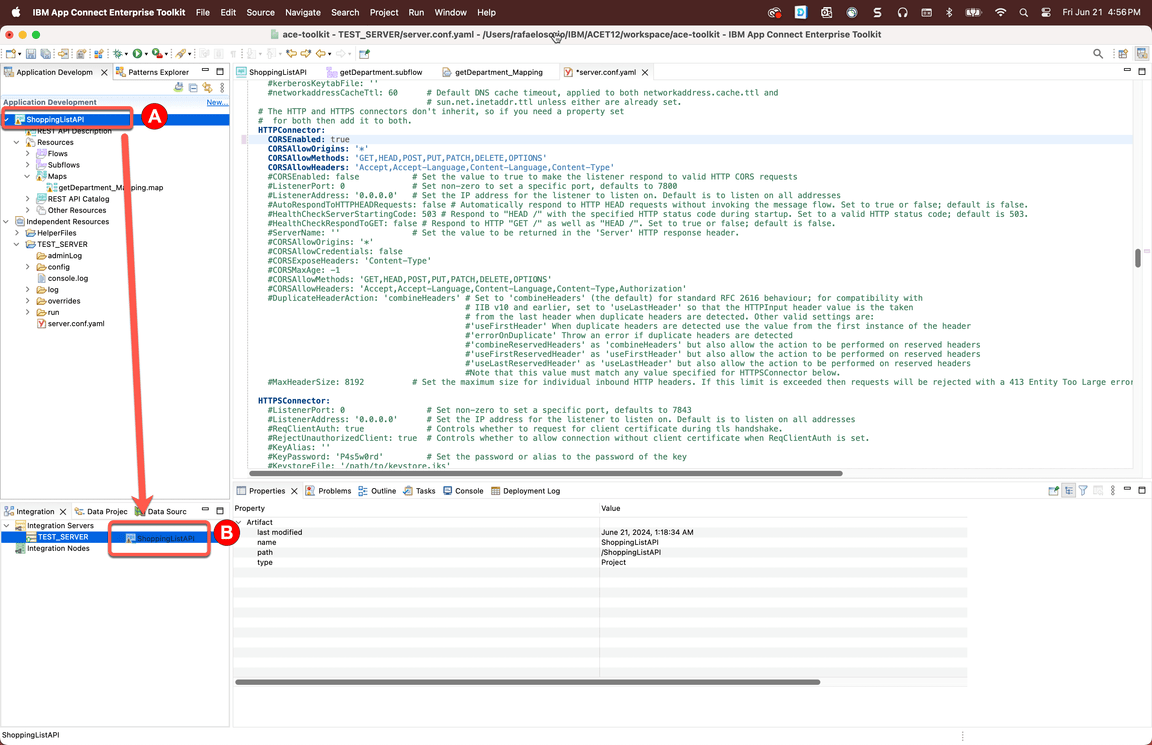 IBM App Connect Enterprise Toolkit File Edit Source Navigate Search Project Run Window Help Fri Jun 21 4:56 PM
ace-toolkit - TEST_SERVER/server.conf.yaml - /Users/rafaelosorio/IBM/ACET12/workspace/ace-toolkit - IBM App Connect Enterprise Toolkit
Application Developm Patterns Explorer
Application Development New...
ShoppingListAPI
A
REST API Description
Resources
Flows
Subflows
Maps
getDepartment_Mapping.map
REST API Catalog
Other Resources
Independent Resources
HelperFiles
TEST_SERVER
adminLog
config
console.log
log
overrides
run
server.conf.yaml
ShoppingListAPI getDepartment.subflow getDepartment_Mapping *server.conf.yaml
#kerberosKeytabFile: ''
#networkaddressCacheTtl: 60 # Default DNS cache timeout, applied to both networkaddress.cache.ttl and
# sun.net.inetaddr.ttl unless either are already set.
# The HTTP and HTTPS connectors don't inherit, so if you need a property set
# for both then add it to both.
HTTPConnector:
CORSEnabled: true
CORSAllowOrigins: '*'
CORSAllowMethods: 'GET,HEAD,POST,PUT,PATCH,DELETE,OPTIONS'
CORSAllowHeaders: 'Accept,Accept-Language,Content-Language,Content-Type'
#CORSEnabled: false # Set the value to true to make the listener respond to valid HTTP CORS requests
#ListenerPort: 0 # Set non-zero to set a specific port, defaults to 7800
#ListenerAddress: '0.0.0.0' # Set the IP address for the listener to listen on. Default is to listen on all addresses
#AutoRespondToHTTPHEADRequests: false # Automatically respond to HTTP HEAD requests without invoking the message flow. Set to true or false; default is false.
#HealthCheckServerStartingCode: 503 # Respond to "HEAD /" with the specified HTTP status code during startup. Set to a valid HTTP status code; default is 503.
#HealthCheckRespondToGET: false # Respond to HTTP "GET /" as well as "HEAD /". Set to true or false; default is false.
#ServerName: '' # Set the value to be returned in the 'Server' HTTP response header.
#CORSAllowOrigins: '*'
#CORSAllowCredentials: false
#CORSExposeHeaders: 'Content-Type'
#CORSMaxAge: -1
#CORSAllowMethods: 'GET,HEAD,POST,PUT,PATCH,DELETE,OPTIONS'
#CORSAllowHeaders: 'Accept,Accept-Language,Content-Language,Content-Type,Authorization'
#DuplicateHeaderAction: 'combineHeaders' # Set to 'combineHeaders' (the default) for standard RFC 2616 behaviour; for compatibility with
# IIB v10 and earlier, set to 'useLastHeader' so that the HTTPInput header value is the taken
# from the last header when duplicate headers are detected. Other valid settings are:
#'useFirstHeader' When duplicate headers are detected use the value from the first instance of the header
#'errorOnDuplicate' Throw an error if duplicate headers are detected
#'combineReservedHeaders' as 'combineHeaders' but also allow the action to be performed on reserved headers
#'useFirstReservedHeader' as 'useFirstHeader' but also allow the action to be performed on reserved headers
#'useLastReservedHeader' as 'useLastHeader' but also allow the action to be performed on reserved headers
#Note that this value must match any value specified for HTTPSConnector below.
#MaxHeaderSize: 8192 # Set the maximum size for individual inbound HTTP headers. If this limit is exceeded then requests will be rejected with a 413 Entity Too Large error
HTTPSConnector:
#ListenerPort: 0 # Set non-zero to set a specific port, defaults to 7843
#ListenerAddress: '0.0.0.0' # Set the IP address for the listener to listen on. Default is to listen on all addresses
#ReqClientAuth: true # Controls whether to request for client certificate during tls handshake.
#RejectUnauthorizedClient: true # Controls whether to allow connection without client certificate when ReqClientAuth is set.
#KeyAlias: ''
#KeyPassword: 'P4s5w0rd' # Set the password or alias to the password of the key
#KeystoreFile: '/path/to/keystore.jks'
Integration Data Projec Data Sourc
Integration Servers
TEST_SERVER ShoppingListAPI
B
Integration Nodes
Properties Problems Outline Tasks Console Deployment Log
Property Value
Artifact
last modified June 21, 2024, 1:18:34 AM
name ShoppingListAPI
path /ShoppingListAPI
type Project
ShoppingListAPI